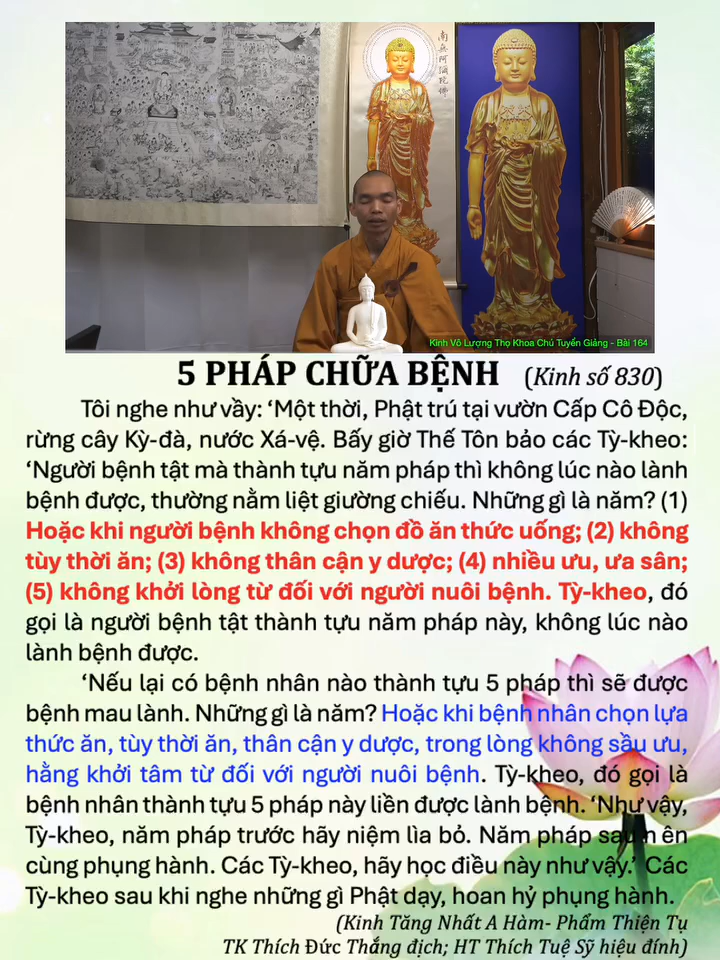 南無阿彌陀佛
Kinh Vô Lượng Thọ Khoa Chú Tuyển Giảng - Bài 164
5 PHÁP CHỮA BỆNH (Kinh số 830)
Tôi nghe như vầy: ‘Một thời, Phật trú tại vườn Cấp Cô Độc,
rừng cây Kỳ-đà, nước Xá-vệ. Bấy giờ Thế Tôn bảo các Tỳ-kheo:
‘Người bệnh tật mà thành tựu năm pháp thì không lúc nào lành
bệnh được, thường nằm liệt giường chiếu. Những gì là năm? (1)
Hoặc khi người bệnh không chọn đồ ăn thức uống; (2) không
tùy thời ăn; (3) không thân cận y dược; (4) nhiều ưu, ưa sân;
(5) không khởi lòng từ đối với người nuôi bệnh. Tỳ-kheo, đó
gọi là người bệnh tật thành tựu năm pháp này, không lúc nào
lành bệnh được.
‘Nếu lại có bệnh nhân nào thành tựu 5 pháp thì sẽ được
bệnh mau lành. Những gì là năm? Hoặc khi bệnh nhân chọn lựa
thức ăn, tùy thời ăn, thân cận y dược, trong lòng không sầu ưu,
hằng khởi tâm từ đối với người nuôi bệnh. Tỳ-kheo, đó gọi là
bệnh nhân thành tựu 5 pháp này liền được lành bệnh. ‘Như vậy,
Tỳ-kheo, năm pháp trước hãy niệm lìa bỏ. Năm pháp sau n ên
cùng phụng hành. Các Tỳ-kheo, hãy học điều này như vậy.’ Các
Tỳ-kheo sau khi nghe những gì Phật dạy, hoan hỷ phụng hành.
(Kinh Tăng Nhất A Hàm- Phẩm Thiện Tụ
TK Thích Đức Thắng dịch; HT Thích Tuệ Sỹ hiệu đính)